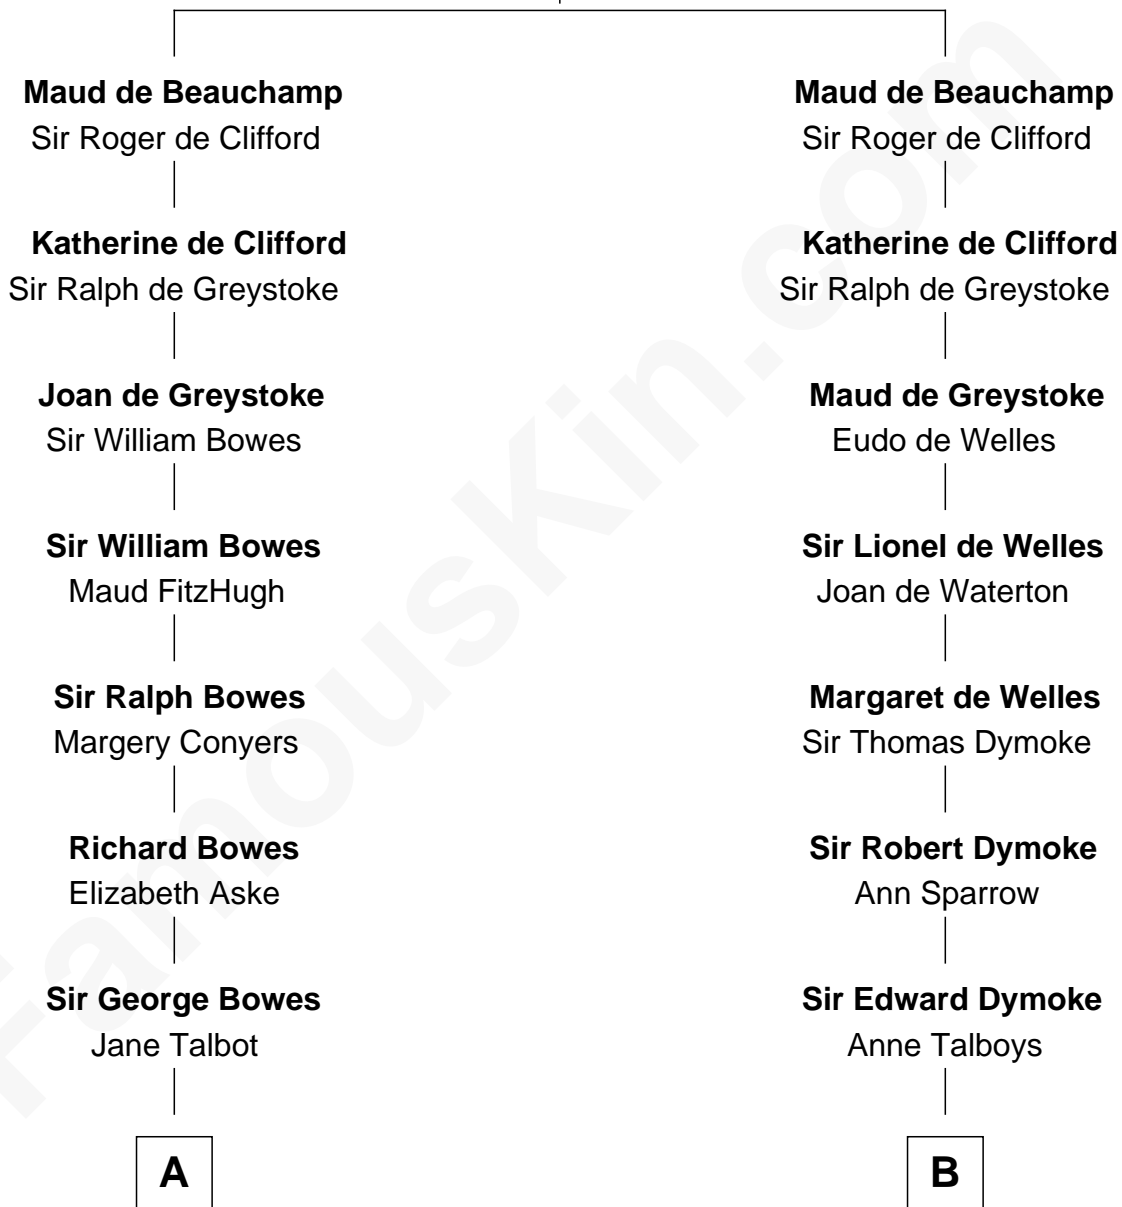 Maud de Beauchamp
Sir Roger de Clifford
Katherine de Clifford
Sir Ralph de Greystoke
Joan de Greystoke
Sir William Bowes
Sir William Bowes
Maud FitzHugh
Sir Ralph Bowes
Margery Conyers
Richard Bowes
Elizabeth Aske
Sir George Bowes
Jane Talbot
A
Maud de Beauchamp
Sir Roger de Clifford
Katherine de Clifford
Sir Ralph de Greystoke
Maud de Greystoke
Eudo de Welles
Sir Lionel de Welles
Joan de Waterton
Margaret de Welles
Sir Thomas Dymoke
Sir Robert Dymoke
Ann Sparrow
Sir Edward Dymoke
Anne Talboys
B
FamousKin.com